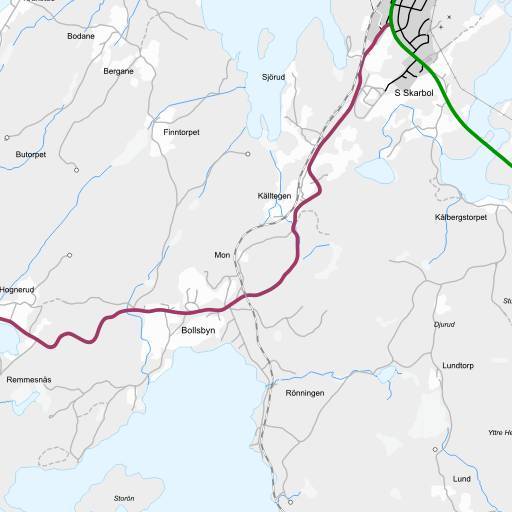 Bodane
Bergane
Sjörud
S Skarbol
Finntorpet
Butorpet
Källtegen
Kålbergstorpet
Mon
Hognerud
Djurud
Bollsbyn
Lundtorp
Remmesnäs
Rönningen
Yttre He
Lund
Storön